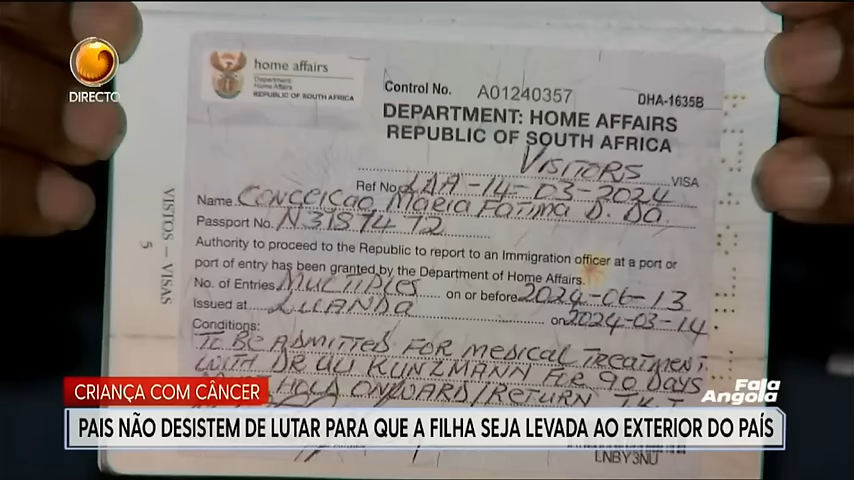 home affairs
Department:
Home Affairs
REPUBLIC OF SOUTH AFRICA
Control No. A01240357
DHA-1635B
DEPARTMENT: HOME AFFAIRS
REPUBLIC OF SOUTH AFRICA
VISITORS VISA
Ref No. LAA-14-03-2024
Name CONCEIÇAO MARIA FATIMA D. DA
Passport No. N3187472
Authority to proceed to the Republic to report to an Immigration officer at a port or
port of entry has been granted by the Department of Home Affairs.
No. of Entries MULTIPLES on or before 2024-06-13
Issued at LUANDA on 2024-03-14
Conditions:
TO BE ADMITTED FOR MEDICAL TREATMENT
WITH DR ULI KUNZMANN FOR 90 DAYS
HOLD ONWARD/RETURN
VISTOS - VISAS
5
DIRECTO
CRIANÇA COM CÂNCER
Fala
Angola
PAIS NÃO DESISTEM DE LUTAR PARA QUE A FILHA SEJA LEVADA AO EXTERIOR DO PAÍS
LNBY3NU